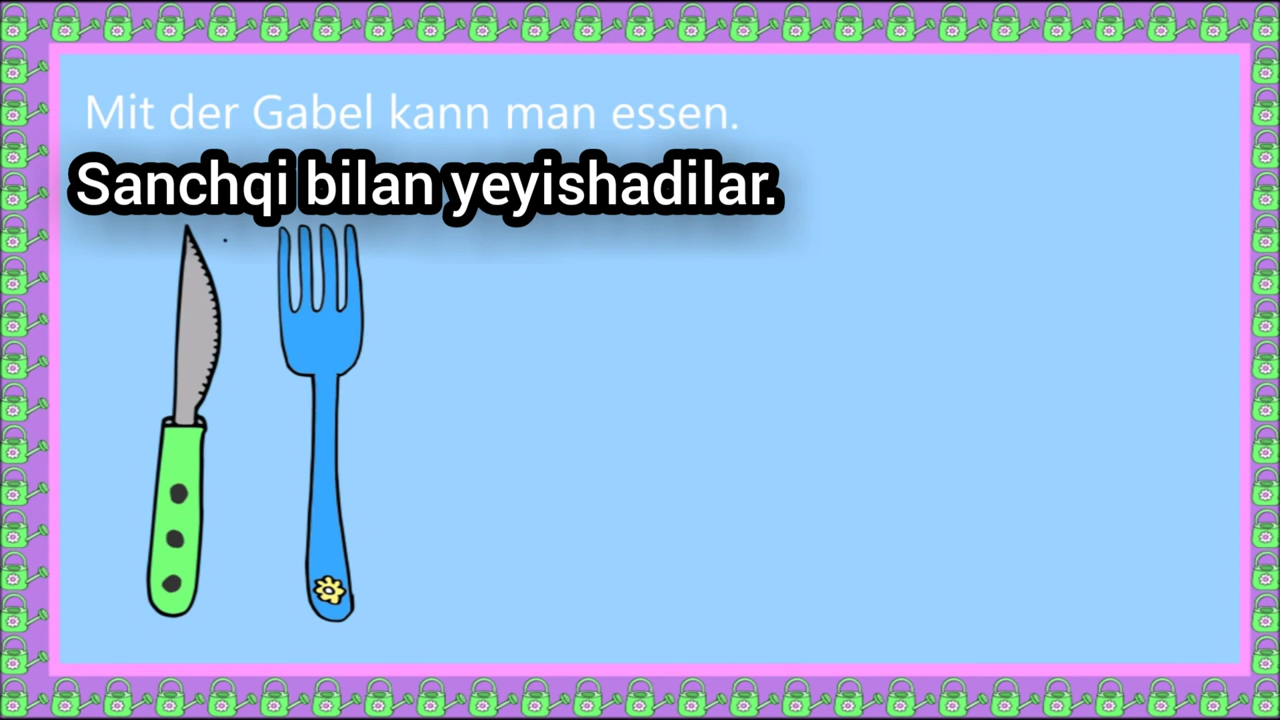 Mit der Gabel kann man essen.
Sanchqi bilan yeyishadilar.